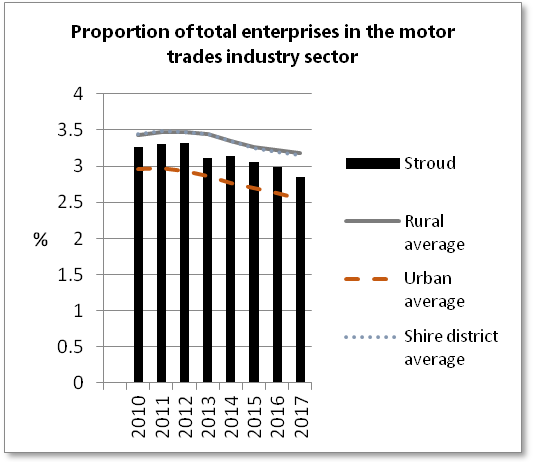 Proportion of total enterprises in the motor
trades industry sector
4
3.5
3
2.5
2
1.5
1
0.5
0
%
2010
2011
2012
2013
2014
2015
2016
2017
Stroud
Rural
average
Urban
average
Shire district
average